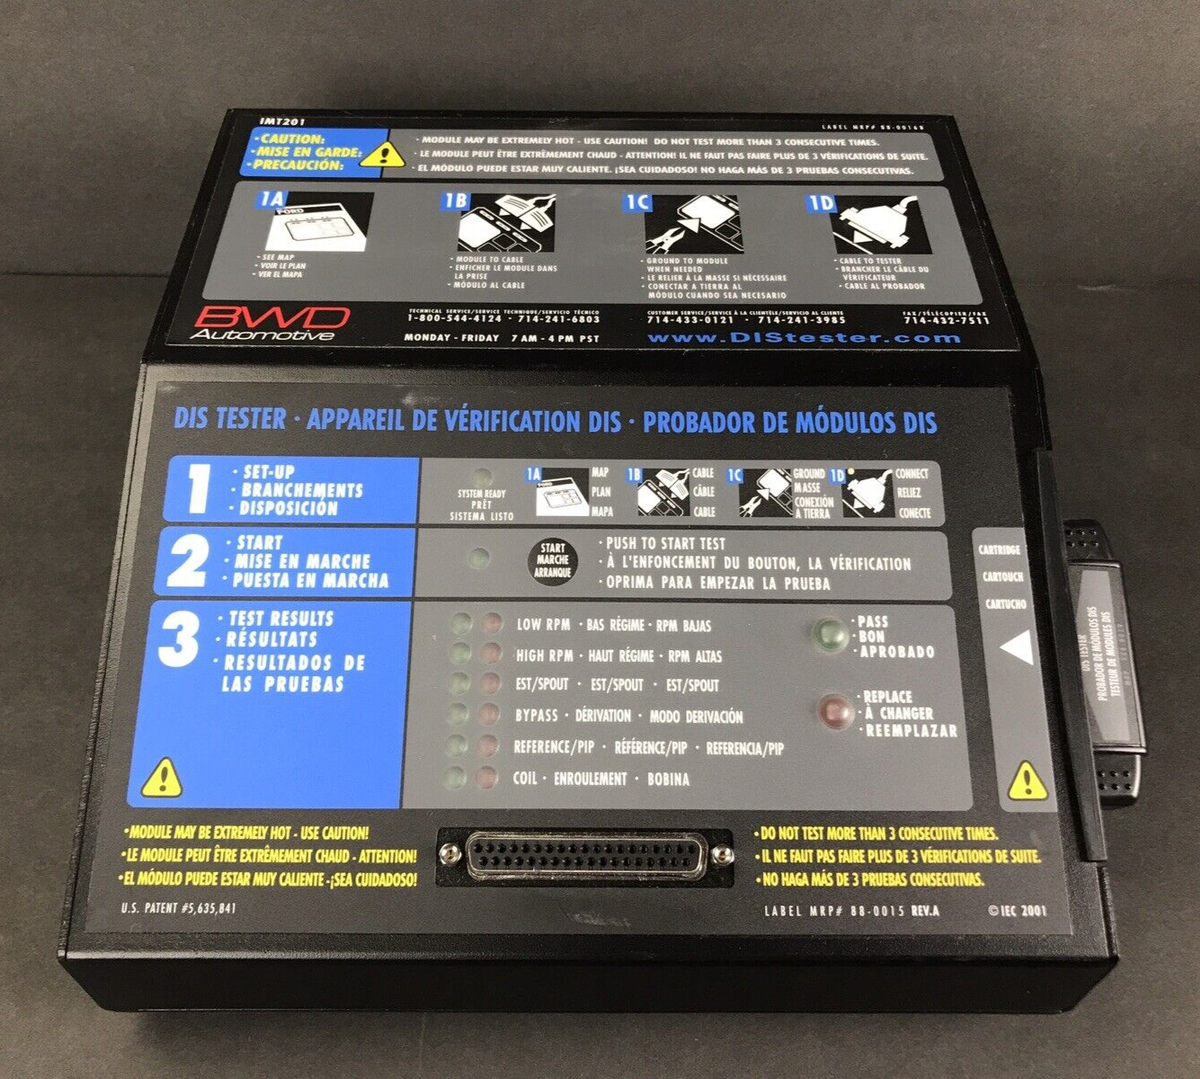 IMT201
LABEL MRP# 88-0016B
· CAUTION:
· MISE EN GARDE:
· PRECAUCIÓN:
· MODULE MAY BE EXTREMELY HOT - USE CAUTION! DO NOT TEST MORE THAN 3 CONSECUTIVE TIMES.
· LE MODULE PEUT ÊTRE EXTRÊMEMENT CHAUD - ATTENTION! IL NE FAUT PAS FAIRE PLUS DE 3 VÉRIFICATIONS DE SUITE.
· EL MÓDULO PUEDE ESTAR MUY CALIENTE. ¡SEA CUIDADOSO! NO HAGA MÁS DE 3 PRUEBAS CONSECUTIVAS.
1A
FORD
· SEE MAP
· VOIR LE PLAN
· VER EL MAPA
1B
· MODULE TO CABLE
· ENFICHER LE MODULE DANS
LA PRISE
· MÓDULO AL CABLE
1C
· GROUND TO MODULE
WHEN NEEDED
· LE RELIER À LA MASSE SI NÉCESSAIRE
· CONECTAR A TIERRA AL
MÓDULO CUANDO SEA NECESARIO
1D
· CABLE TO TESTER
· BRANCHER LE CÂBLE DU
VÉRIFICATEUR
· CABLE AL PROBADOR
BWD
Automotive
TECHNICAL SERVICE/SERVICE TECHNIQUE/SERVICIO TÉCNICO
1-800-544-4124 · 714-241-6803
MONDAY - FRIDAY 7 AM - 4 PM PST
CUSTOMER SERVICE/SERVICE À LA CLIENTÈLE/SERVICIO AL CLIENTE
714-433-0121 · 714-241-3985
FAX/TÉLÉCOPIER/FAX
714-432-7511
www.DIStester.com
DIS TESTER · APPAREIL DE VÉRIFICATION DIS · PROBADOR DE MÓDULOS DIS
1
· SET-UP
· BRANCHEMENTS
· DISPOSICIÓN
SYSTEM READY
PRÊT
SISTEMA LISTO
1A
FORD
MAP
PLAN
MAPA
1B
CABLE
CÂBLE
CABLE
1C
GROUND
MASSE
CONEXIÓN
A TIERRA
1D
CONNECT
RELIEZ
CONECTE
2
· START
· MISE EN MARCHE
· PUESTA EN MARCHA
START
MARCHE
ARRANQUE
· PUSH TO START TEST
· À L'ENFONCEMENT DU BOUTON, LA VÉRIFICATION
· OPRIMA PARA EMPEZAR LA PRUEBA
3
· TEST RESULTS
· RÉSULTATS
· RESULTADOS DE
LAS PRUEBAS
LOW RPM · BAS RÉGIME · RPM BAJAS
HIGH RPM · HAUT RÉGIME · RPM ALTAS
EST/SPOUT · EST/SPOUT · EST/SPOUT
BYPASS · DÉRIVATION · MODO DERIVACIÓN
REFERENCE/PIP · RÉFÉRENCE/PIP · REFERENCIA/PIP
COIL · ENROULEMENT · BOBINA
· PASS
· BON
· APROBADO
· REPLACE
· À CHANGER
· REEMPLAZAR
CARTRIDGE
CARTOUCH
CARTUCHO
DIS TESTER
PROBADOR DE MÓDULOS DIS
TESTEUR DE MODULES DIS
· MODULE MAY BE EXTREMELY HOT - USE CAUTION!
· LE MODULE PEUT ÊTRE EXTRÊMEMENT CHAUD - ATTENTION!
· EL MÓDULO PUEDE ESTAR MUY CALIENTE -¡SEA CUIDADOSO!
· DO NOT TEST MORE THAN 3 CONSECUTIVE TIMES.
· IL NE FAUT PAS FAIRE PLUS DE 3 VÉRIFICATIONS DE SUITE.
· NO HAGA MÁS DE 3 PRUEBAS CONSECUTIVAS.
U.S. PATENT #5,635,841
LABEL MRP# 88-0015 REV.A
© IEC 2001